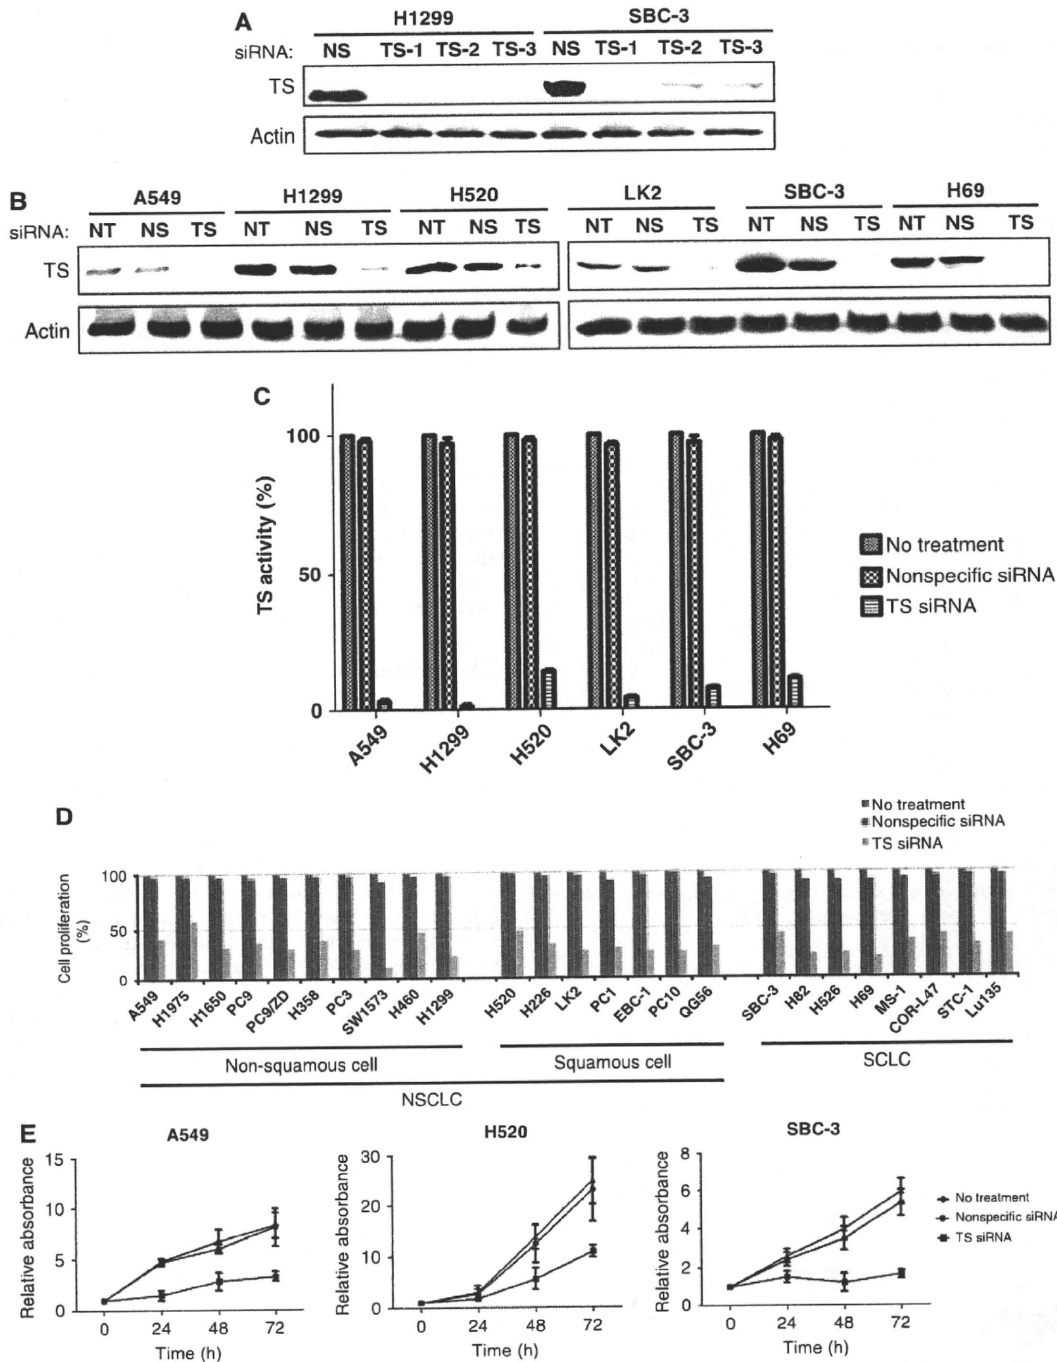 A
H1299 SBC-3
siRNA: NS TS-1 TS-2 TS-3 NS TS-1 TS-2 TS-3
TS
Actin
B
A549 H1299 H520 LK2 SBC-3 H69
siRNA: NT NS TS NT NS TS NT NS TS NT NS TS NT NS TS NT NS TS
TS
Actin
C
TS activity (%)
100
50
0
A549 H1299 H520 LK2 SBC-3 H69
No treatment
Nonspecific siRNA
TS siRNA
D
No treatment
Nonspecific siRNA
TS siRNA
Cell proliferation (%)
100
50
0
A549 H1975 H1650 PC9 PC9/ZD H358 PC3 SW1573 H460 H1299 H520 H226 LK2 PC1 EBC-1 PC10 QG56 SBC-3 H82 H526 H69 MS-1 COR-L47 STC-1 Lu135
Non-squamous cell Squamous cell SCLC
NSCLC
E
A549
Relative absorbance
15
10
5
0
0 24 48 72
Time (h)
H520
Relative absorbance
30
20
10
0
0 24 48 72
Time (h)
SBC-3
Relative absorbance
8
6
4
2
0
0 24 48 72
Time (h)
No treatment
Nonspecific siRNA
TS siRNA